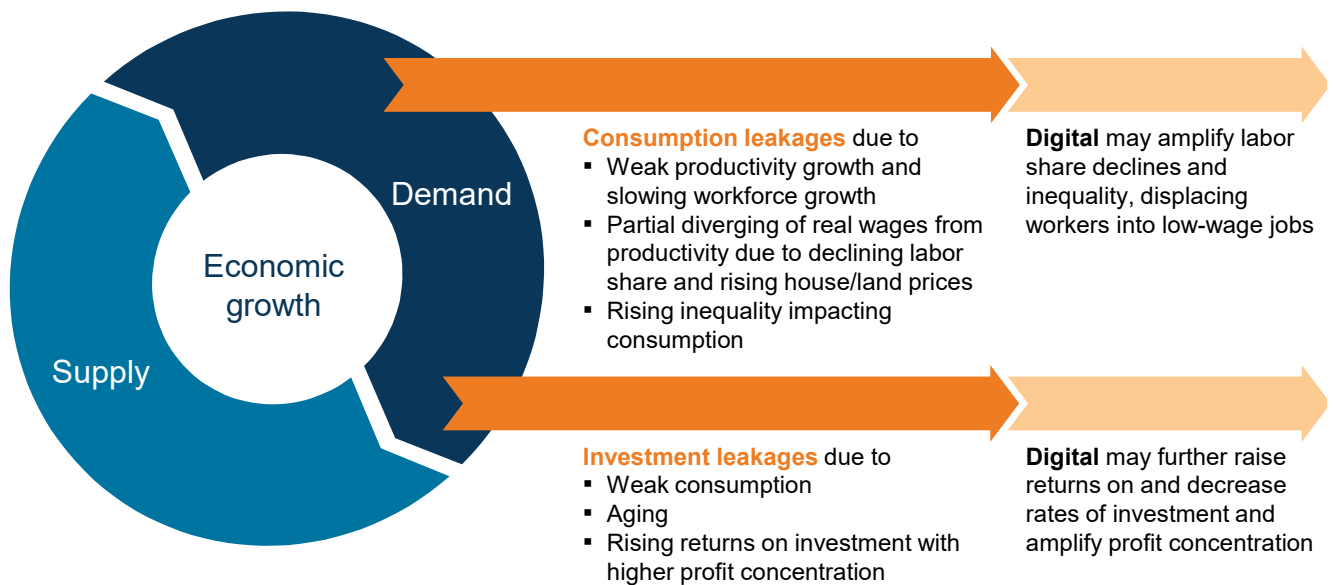 Demand
Economic
growth
Supply
Consumption leakages due to
▪ Weak productivity growth and
slowing workforce growth
▪ Partial diverging of real wages from
productivity due to declining labor
share and rising house/land prices
▪ Rising inequality impacting
consumption
Digital may amplify labor
share declines and
inequality, displacing
workers into low-wage jobs
Investment leakages due to
▪ Weak consumption
▪ Aging
▪ Rising returns on investment with
higher profit concentration
Digital may further raise
returns on and decrease
rates of investment and
amplify profit concentration